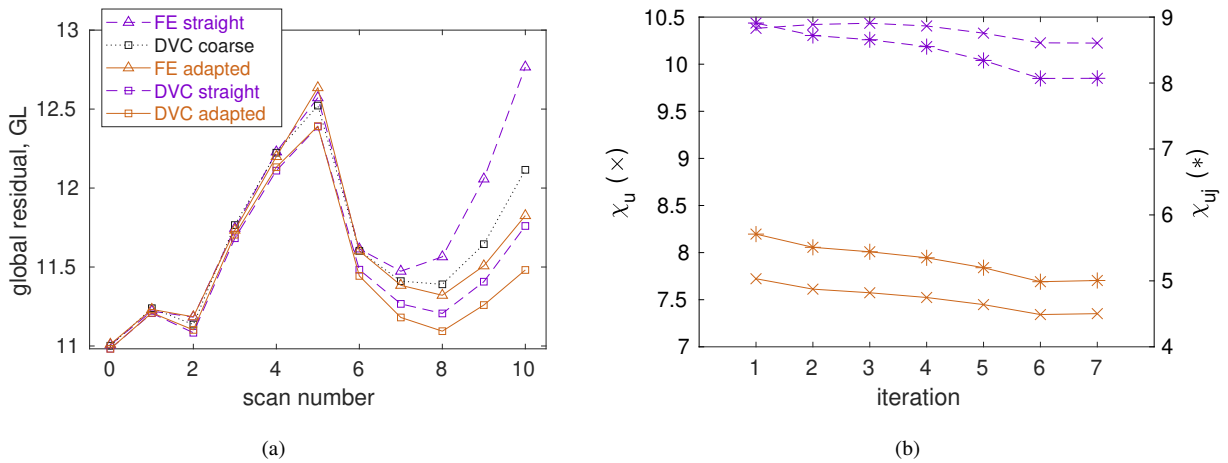 13
12.5
12
11.5
11
global residual, GL
FE straight
DVC coarse
FE adapted
DVC straight
DVC adapted
0 2 4 6 8 10
scan number
(a)
10.5
10
9.5
9
8.5
8
7.5
7
χu (×)
9
8
7
6
5
4
χuj (*)
1 2 3 4 5 6 7
iteration
(b)